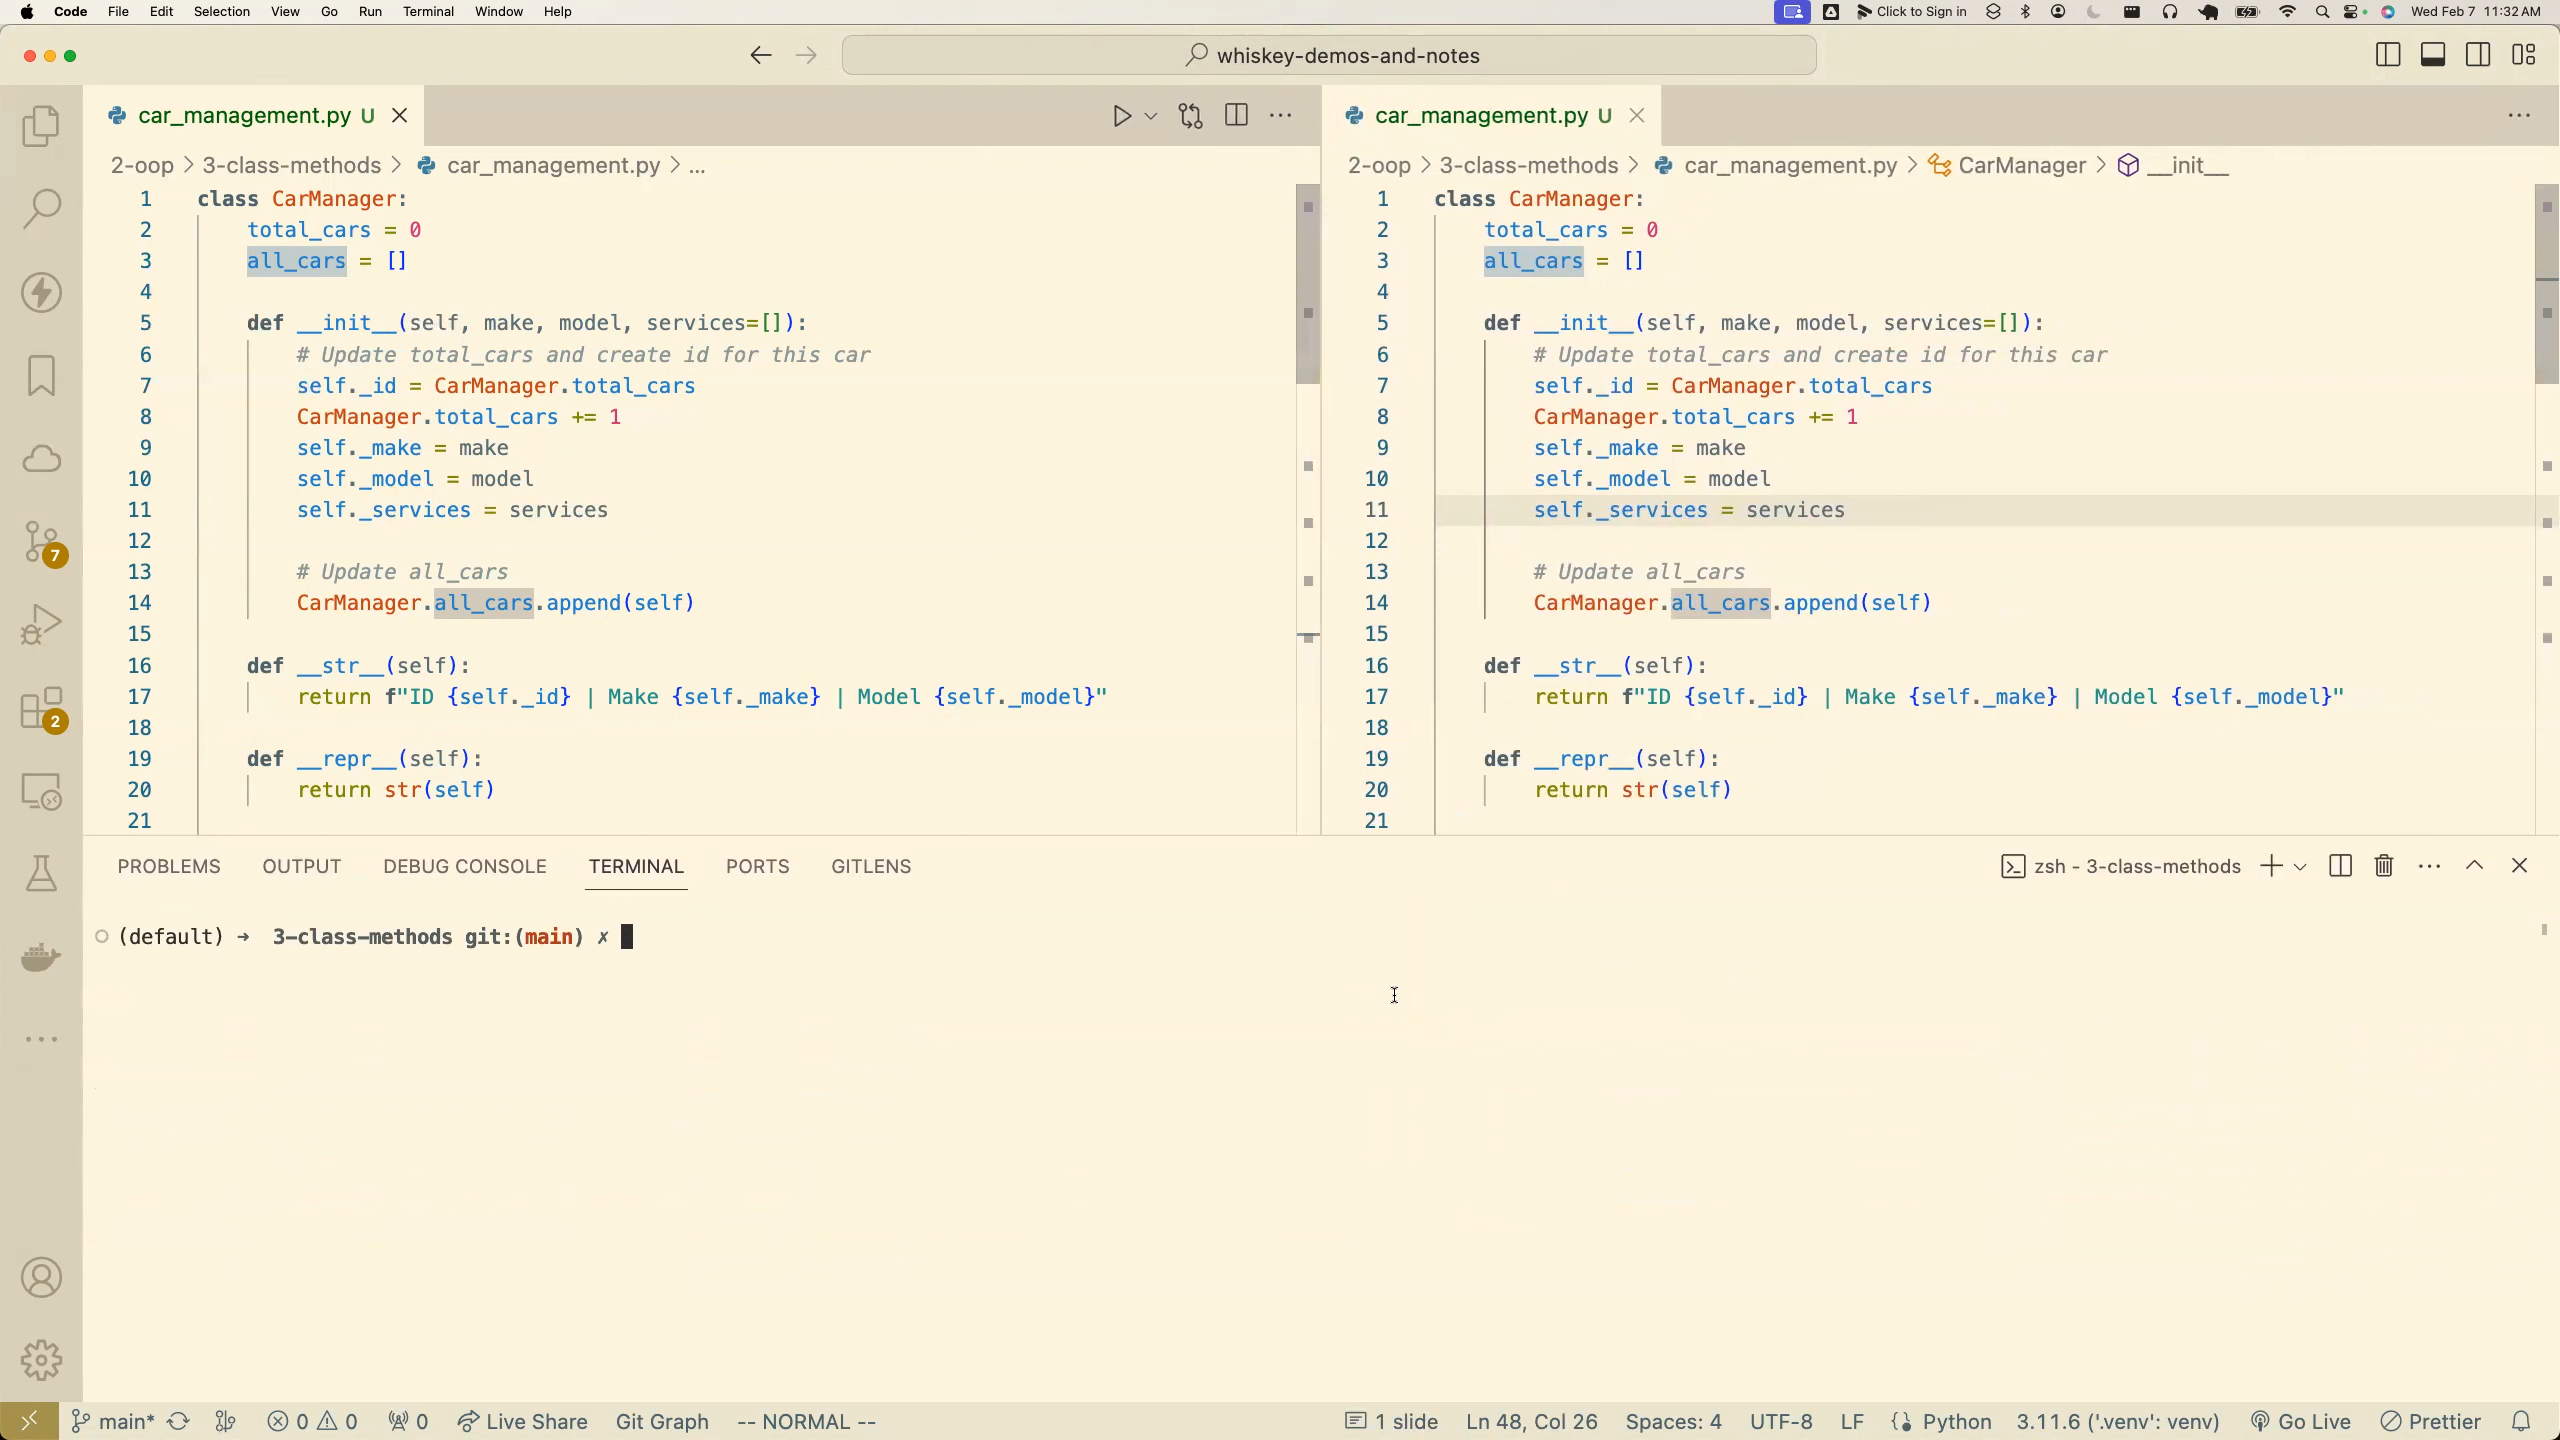 Code File Edit Selection View Go Run Terminal Window Help Click to Sign in Wed Feb 7 11:32 AM
whiskey-demos-and-notes
car_management.py U
2-oop > 3-class-methods > car_management.py > ...
1 class CarManager:
2 total_cars = 0
3 all_cars = []
4
5 def __init__(self, make, model, services=[]):
6 # Update total_cars and create id for this car
7 self._id = CarManager.total_cars
8 CarManager.total_cars += 1
9 self._make = make
10 self._model = model
11 self._services = services
12
13 # Update all_cars
14 CarManager.all_cars.append(self)
15
16 def __str__(self):
17 return f"ID {self._id} | Make {self._make} | Model {self._model}"
18
19 def __repr__(self):
20 return str(self)
21
car_management.py U
2-oop > 3-class-methods > car_management.py > CarManager > __init__
1 class CarManager:
2 total_cars = 0
3 all_cars = []
4
5 def __init__(self, make, model, services=[]):
6 # Update total_cars and create id for this car
7 self._id = CarManager.total_cars
8 CarManager.total_cars += 1
9 self._make = make
10 self._model = model
11 self._services = services
12
13 # Update all_cars
14 CarManager.all_cars.append(self)
15
16 def __str__(self):
17 return f"ID {self._id} | Make {self._make} | Model {self._model}"
18
19 def __repr__(self):
20 return str(self)
21
7
2
PROBLEMS OUTPUT DEBUG CONSOLE TERMINAL PORTS GITLENS zsh - 3-class-methods
(default) → 3-class-methods git:(main) ✗
main* 0 0 0 Live Share Git Graph -- NORMAL -- 1 slide Ln 48, Col 26 Spaces: 4 UTF-8 LF Python 3.11.6 ('.venv': venv) Go Live Prettier